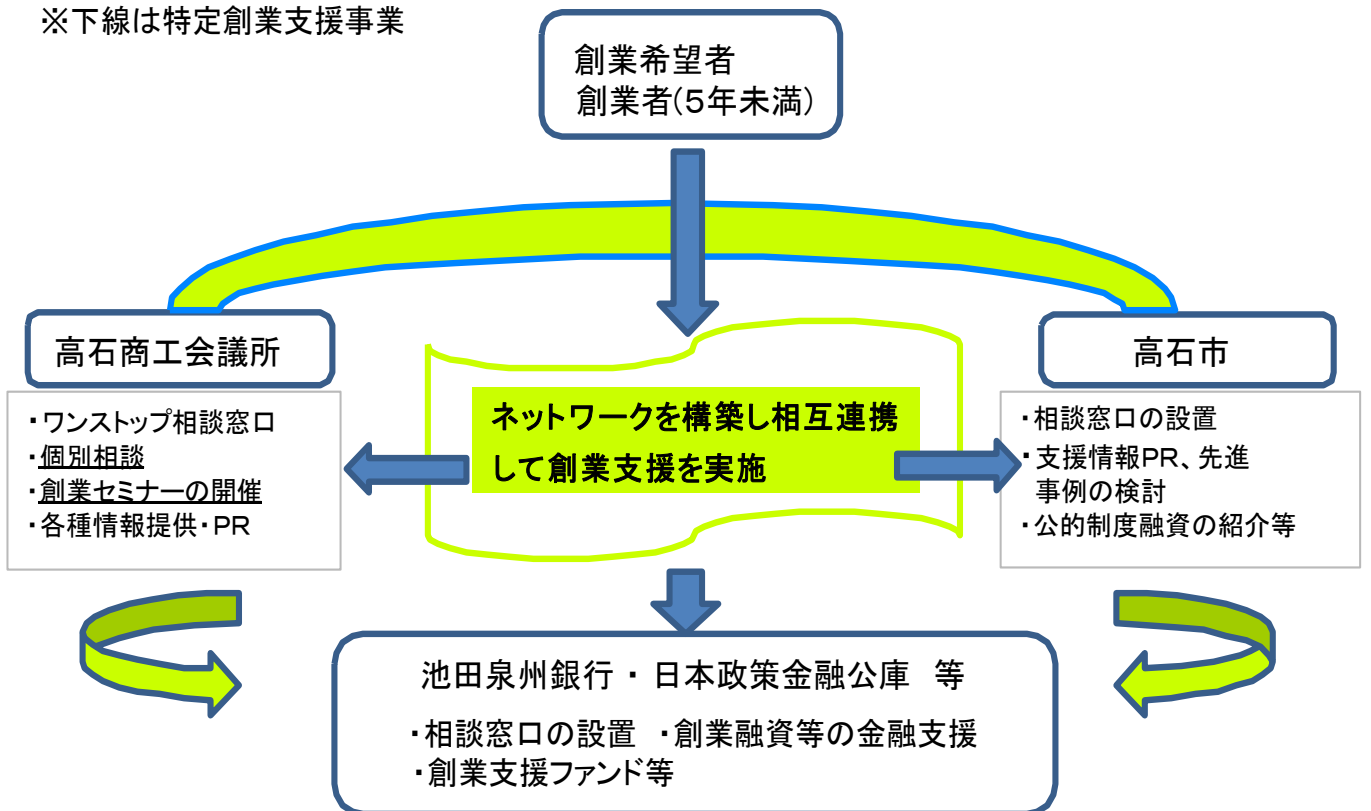 ※下線は特定創業支援事業
創業希望者
創業者(５年未満)
高石商工会議所
・ワンストップ相談窓口
・個別相談
・創業セミナーの開催
・各種情報提供・PR
ネットワークを構築し相互連携
して創業支援を実施
高石市
・相談窓口の設置
・支援情報PR、先進
事例の検討
・公的制度融資の紹介等
池田泉州銀行・日本政策金融公庫 等
・相談窓口の設置 ・創業融資等の金融支援
・創業支援ファンド等